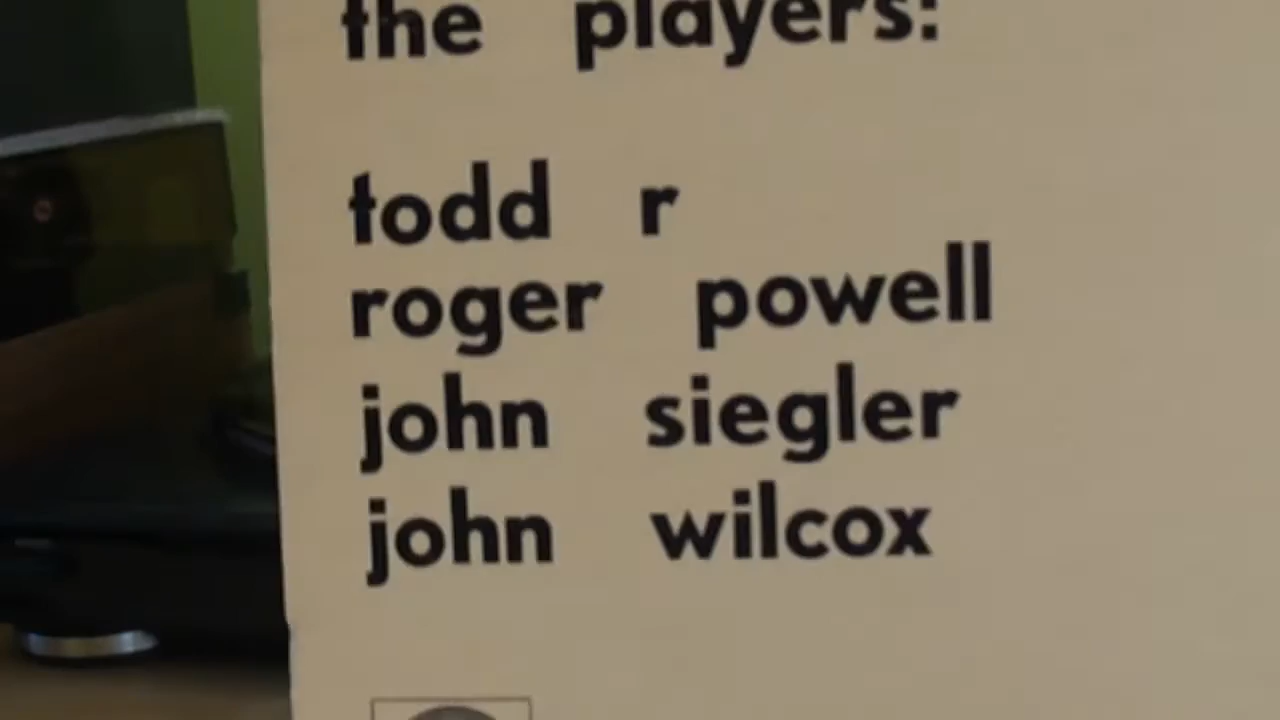 the players:
todd r
roger powell
john siegler
john wilcox